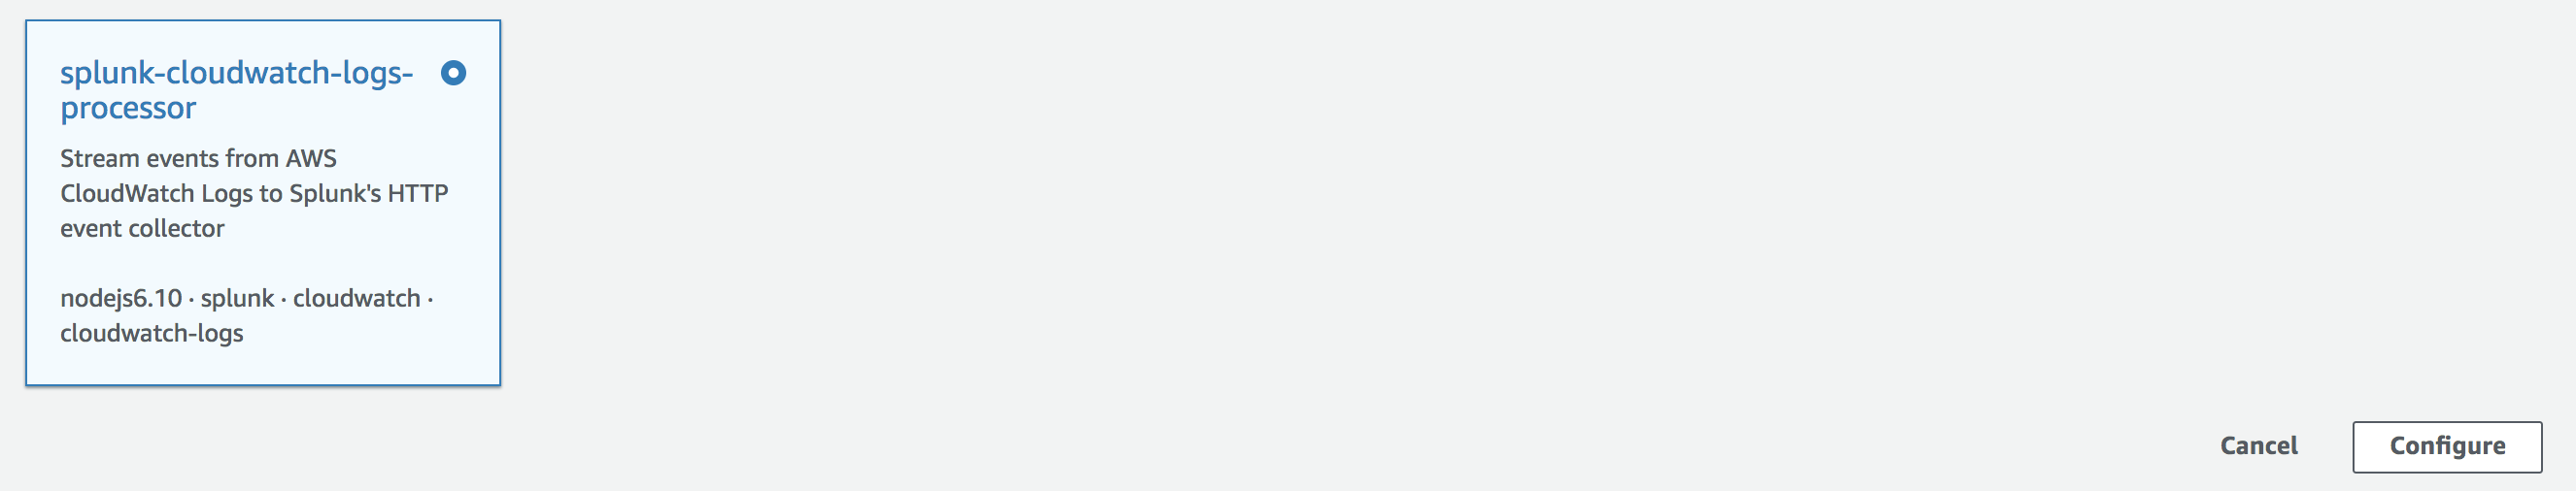 splunk-cloudwatch-logs-
processor
Stream events from AWS
CloudWatch Logs to Splunk's HTTP
event collector
nodejs6.10 · splunk · cloudwatch ·
cloudwatch-logs
Cancel
Configure